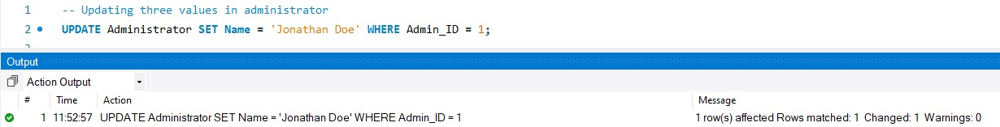 1 -- Updating three values in administrator
2 UPDATE Administrator SET Name = 'Jonathan Doe' WHERE Admin_ID = 1;
Output
Action Output
# Time Action Message
1 11:52:57 UPDATE Administrator SET Name = 'Jonathan Doe' WHERE Admin_ID = 1 1 row(s) affected Rows matched: 1 Changed: 1 Warnings: 0